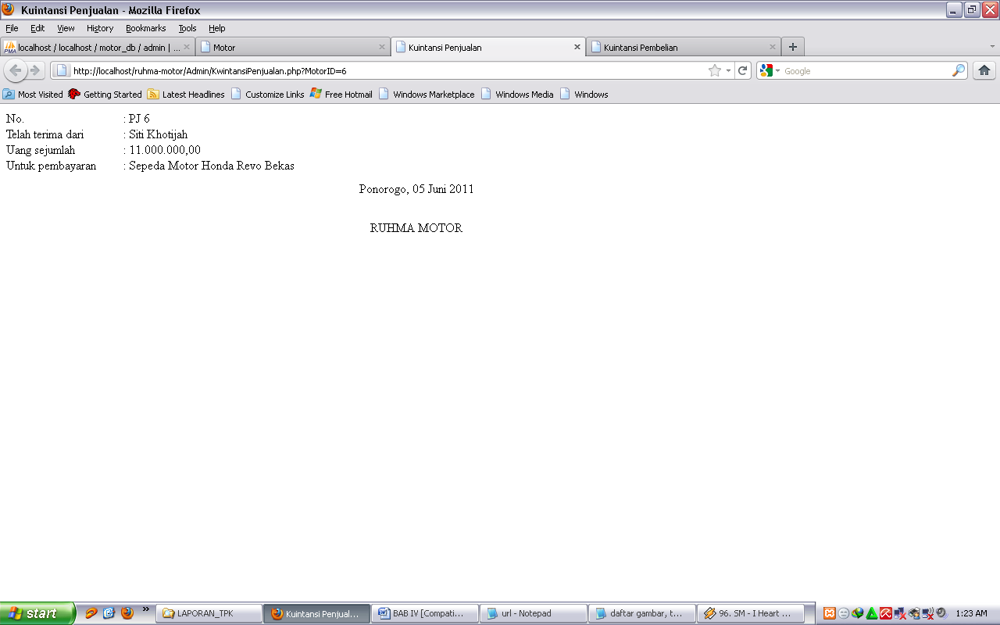 Kuintansi Penjualan - Mozilla Firefox
File Edit View History Bookmarks Tools Help
localhost / localhost / motor_db / admin | ... Motor Kuintansi Penjualan Kuintansi Pembelian
http://localhost/ruhma-motor/Admin/KuintansiPenjualan.php?MotorID=6 Google
Most Visited Getting Started Latest Headlines Customize Links Free Hotmail Windows Marketplace Windows Media Windows
No. : PJ 6
Telah terima dari : Siti Khotijah
Uang sejumlah : 11.000.000,00
Untuk pembayaran : Sepeda Motor Honda Revo Bekas
Ponorogo, 05 Juni 2011
RUHMA MOTOR
start » LAPORAN_TPK Kuintansi Penjual... BAB IV [Compati... url - Notepad daftar gambar, t... 96. SM - I Heart ... 1:23 AM